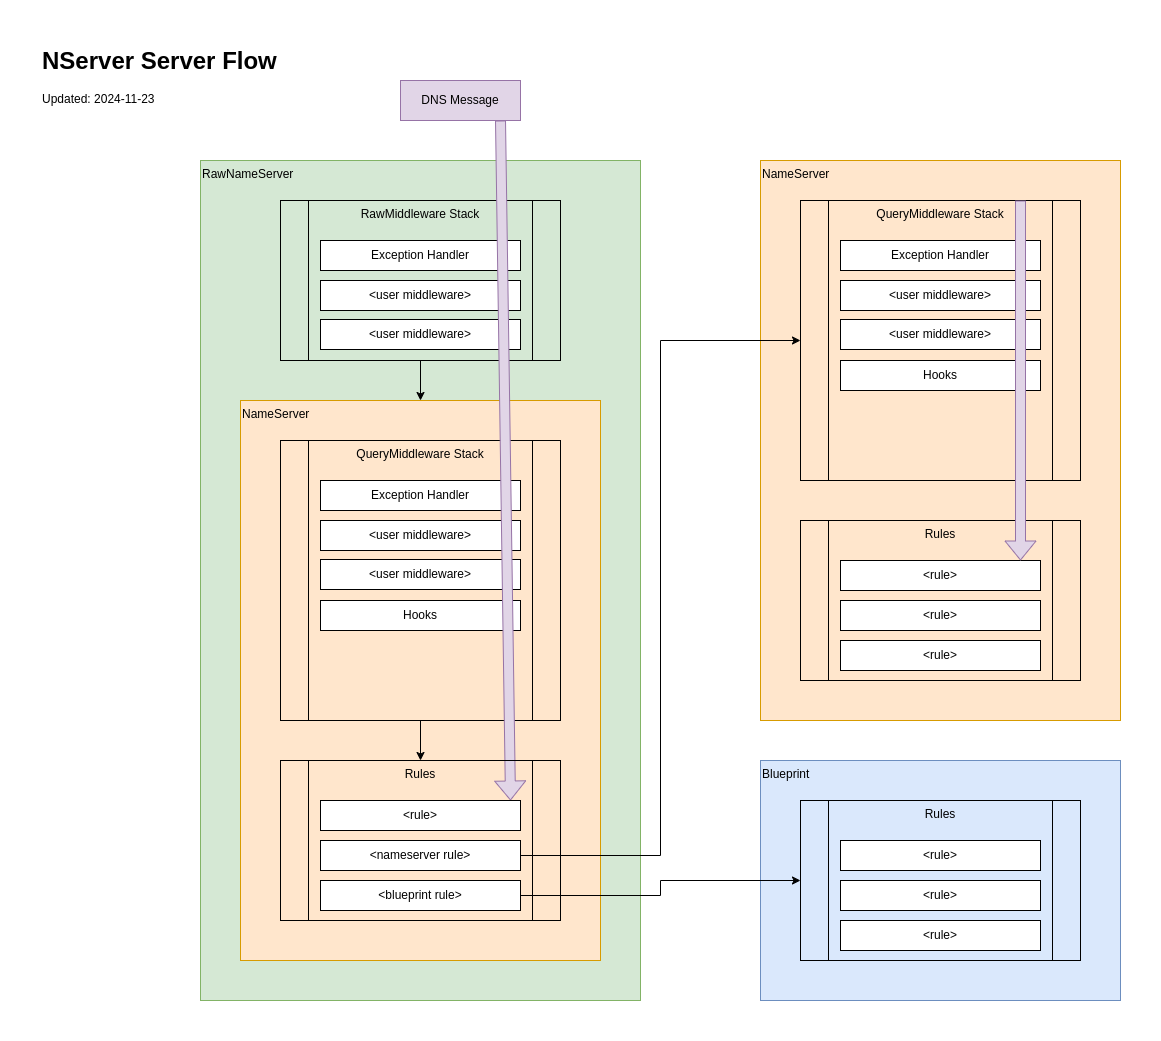 NServer Server Flow
Updated: 2024-11-23
DNS Message
RawNameServer
RawMiddleware Stack
Exception Handler
<user middleware>
<user middleware>
NameServer
QueryMiddleware Stack
Exception Handler
<user middleware>
<user middleware>
Hooks
Rules
<rule>
<nameserver rule>
<blueprint rule>
NameServer
QueryMiddleware Stack
Exception Handler
<user middleware>
<user middleware>
Hooks
Rules
<rule>
<rule>
<rule>
Blueprint
Rules
<rule>
<rule>
<rule>